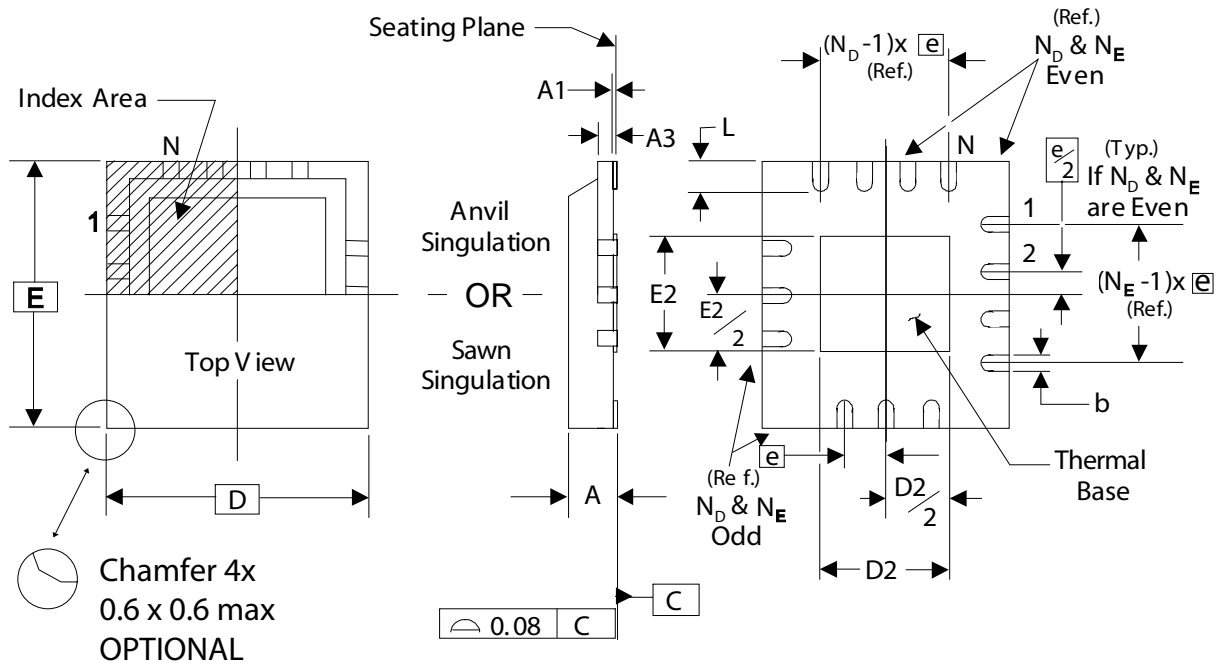 Seating Plane
(N_D -1)x e
(Ref.)
(Ref.)
N_D & N_E
Even
Index Area
A1
A3
L
N
N
e/2
(Typ.)
If N_D & N_E
are Even
1
1
2
Anvil
Singulation
OR
Sawn
Singulation
E
E2
E2/2
(N_E -1)x e
(Ref.)
Top View
b
e
(Ref.)
N_D & N_E
Odd
Thermal
Base
D
A
D2/2
D2
Chamfer 4x
0.6 x 0.6 max
OPTIONAL
C
0.08 C